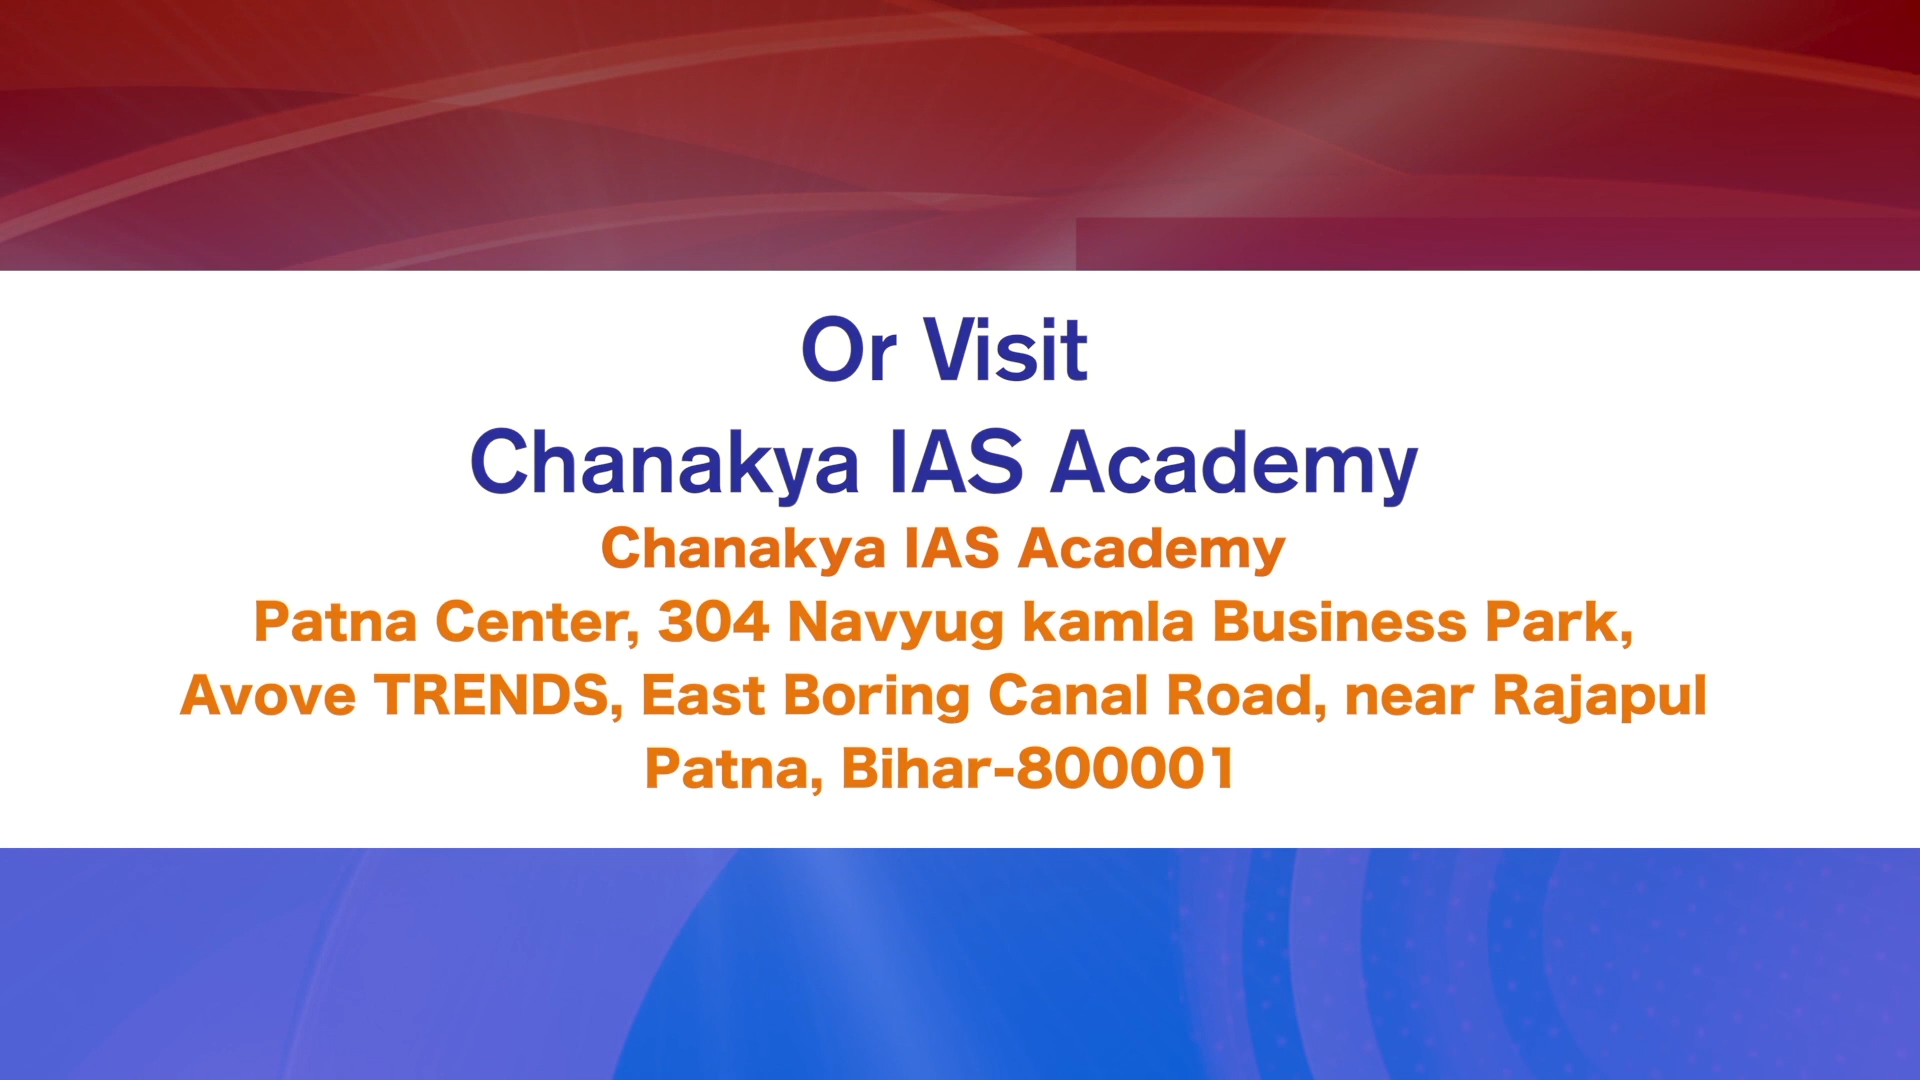 Or Visit
Chanakya IAS Academy
Chanakya IAS Academy
Patna Center, 304 Navyug kamla Business Park,
Avove TRENDS, East Boring Canal Road, near Rajapul
Patna, Bihar-800001